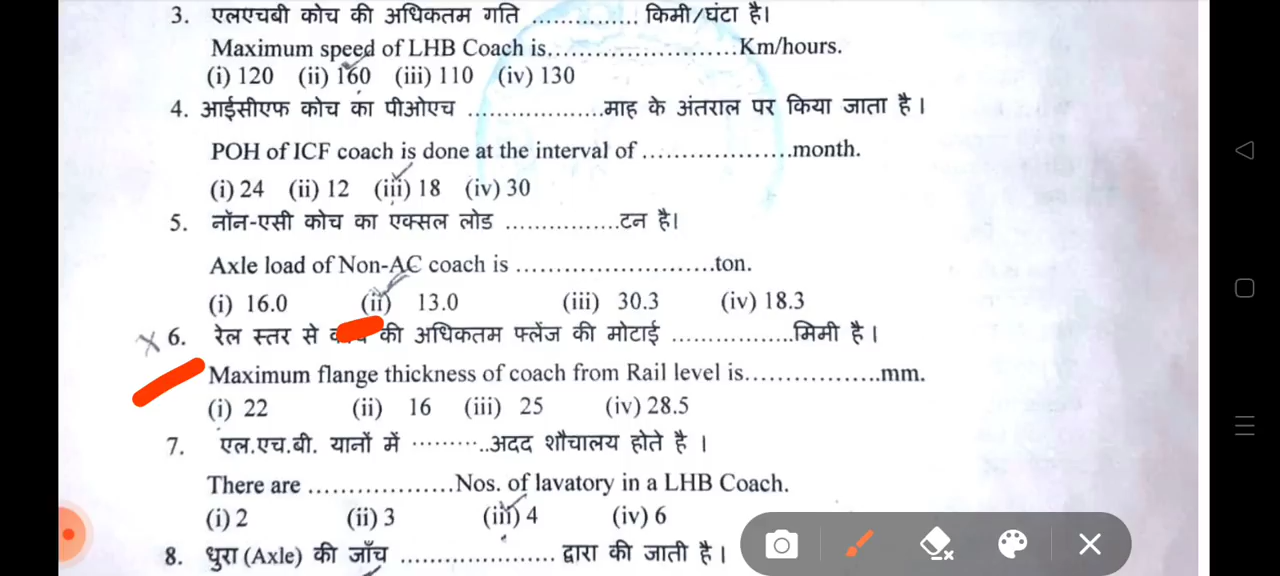 3. एलएचबी कोच की अधिकतम गति .............. किमी/घंटा है।
Maximum speed of LHB Coach is.........................Km/hours.
(i) 120 (ii) 160 (iii) 110 (iv) 130
4. आईसीएफ कोच का पीओएच ...................माह के अंतराल पर किया जाता है।
POH of ICF coach is done at the interval of ....................month.
(i) 24 (ii) 12 (iii) 18 (iv) 30
5. नॉन-एसी कोच का एक्सल लोड ................टन है।
Axle load of Non-AC coach is ..........................ton.
(i) 16.0 (ii) 13.0 (iii) 30.3 (iv) 18.3
6. रेल स्तर से की अधिकतम फ्लेंज की मोटाई .................मिमी है।
Maximum flange thickness of coach from Rail level is..................mm.
(i) 22 (ii) 16 (iii) 25 (iv) 28.5
7. एल.एच.बी. यानों में ...........अदद शौचालय होते है ।
There are ...................Nos. of lavatory in a LHB Coach.
(i) 2 (ii) 3 (iii) 4 (iv) 6
8. धुरा (Axle) की जाँच ..................... द्वारा की जाती है।